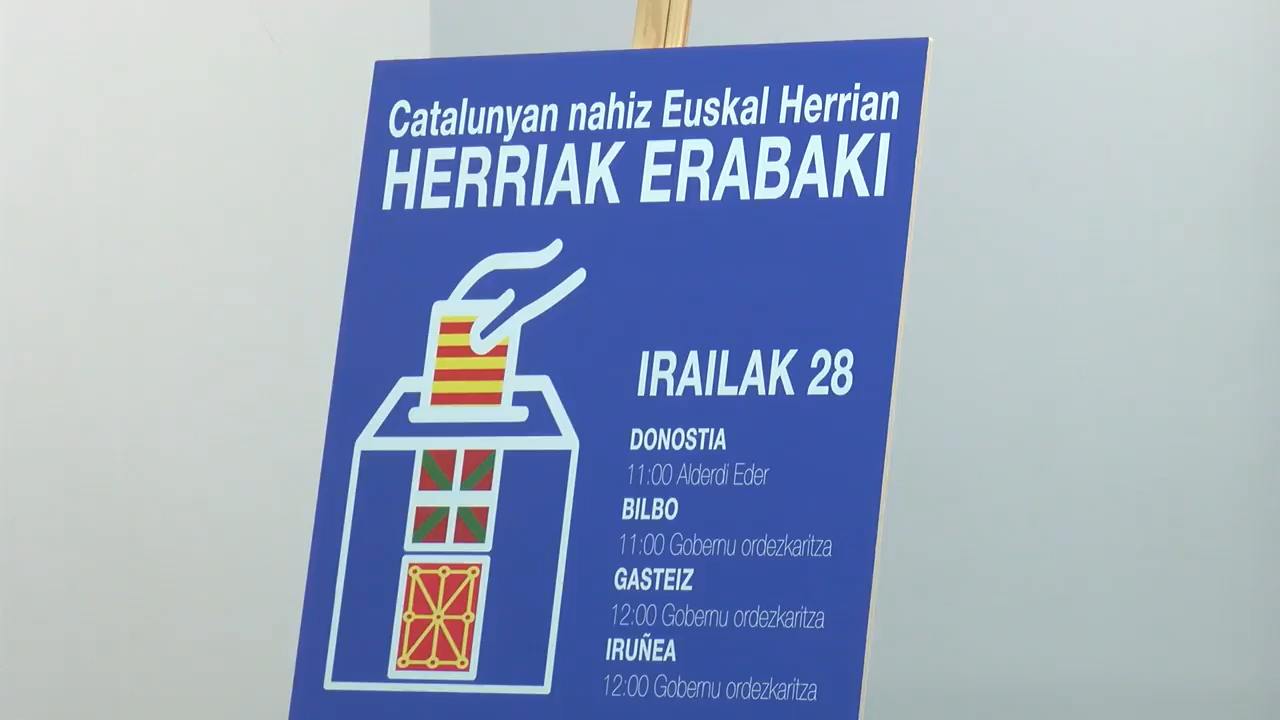 Catalunyan nahiz Euskal Herrian
HERRIAK ERABAKI
IRAILAK 28
DONOSTIA
11:00 Alderdi Eder
BILBO
11:00 Gobernu ordezkaritza
GASTEIZ
12:00 Gobernu ordezkaritza
IRUÑEA
12:00 Gobernu ordezkaritza